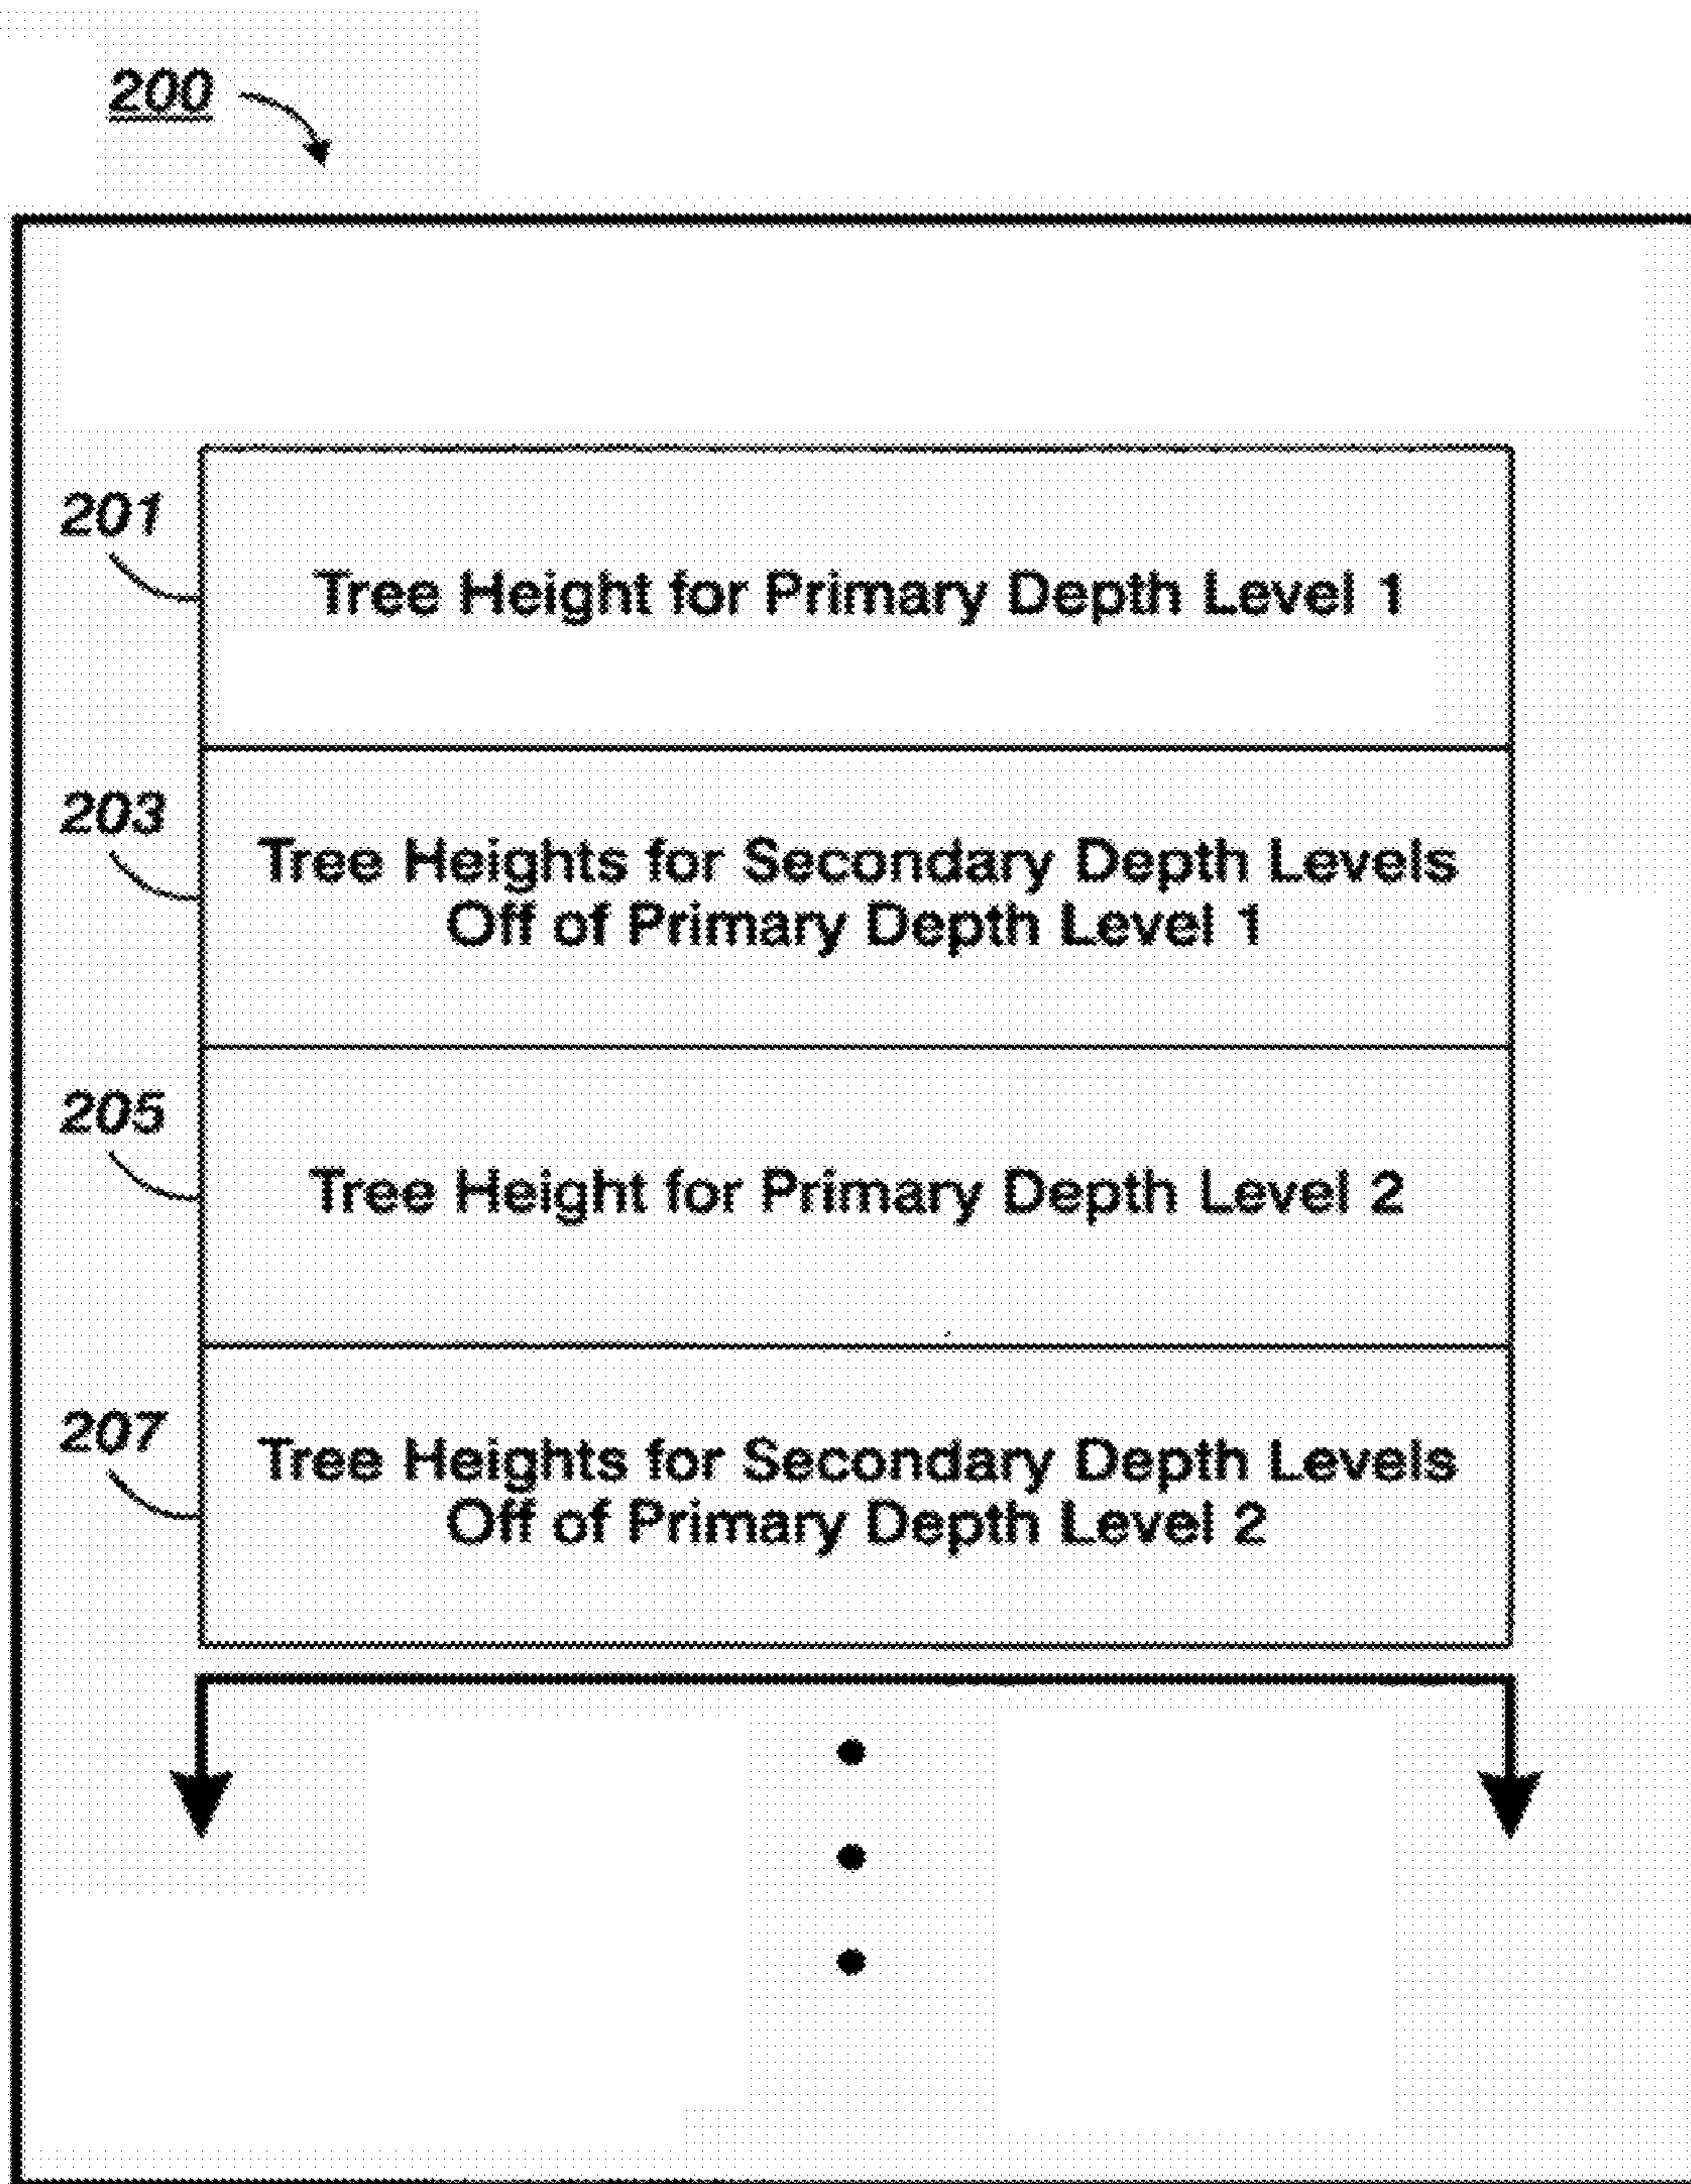 200
201
Tree Height for Primary Depth Level 1
203
Tree Heights for Secondary Depth Levels
Off of Primary Depth Level 1
205
Tree Height for Primary Depth Level 2
207
Tree Heights for Secondary Depth Levels
Off of Primary Depth Level 2